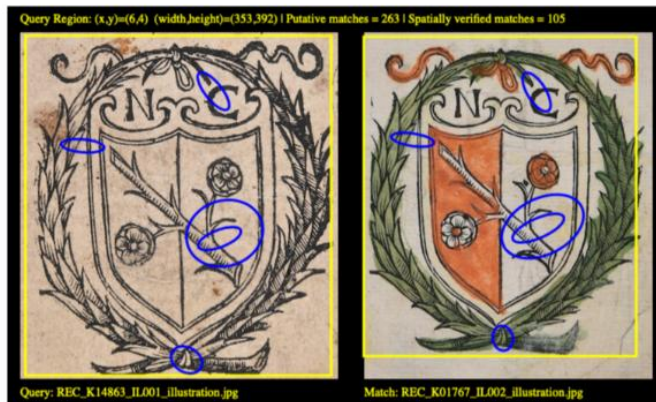 Query Region: (x,y)=(6,4) (width,height)=(353,392) | Putative matches = 263 | Spatially verified matches = 105
N C
N C
Query: REC_K14863_IL001_illustration.jpg
Match: REC_K01767_IL002_illustration.jpg